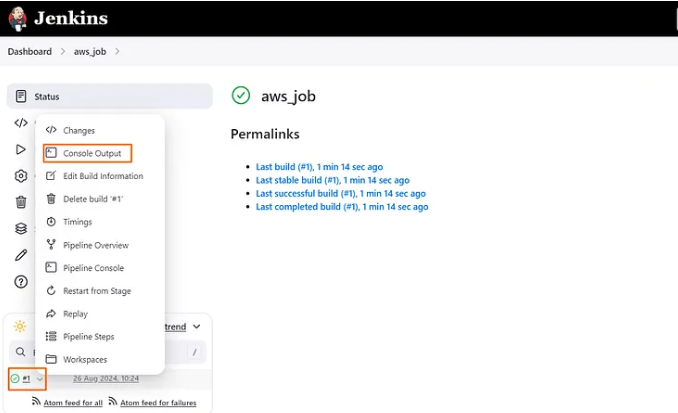 Jenkins
Dashboard > aws_job >
Status
aws_job
Changes
Console Output
Edit Build Information
Delete build '#1'
Timings
Pipeline Overview
Pipeline Console
Restart from Stage
Replay
Pipeline Steps
Workspaces
Permalinks
Last build (#1), 1 min 14 sec ago
Last stable build (#1), 1 min 14 sec ago
Last successful build (#1), 1 min 14 sec ago
Last completed build (#1), 1 min 14 sec ago
trend
/
#1
26 Aug 2024, 10:24
Atom feed for all
Atom feed for failures